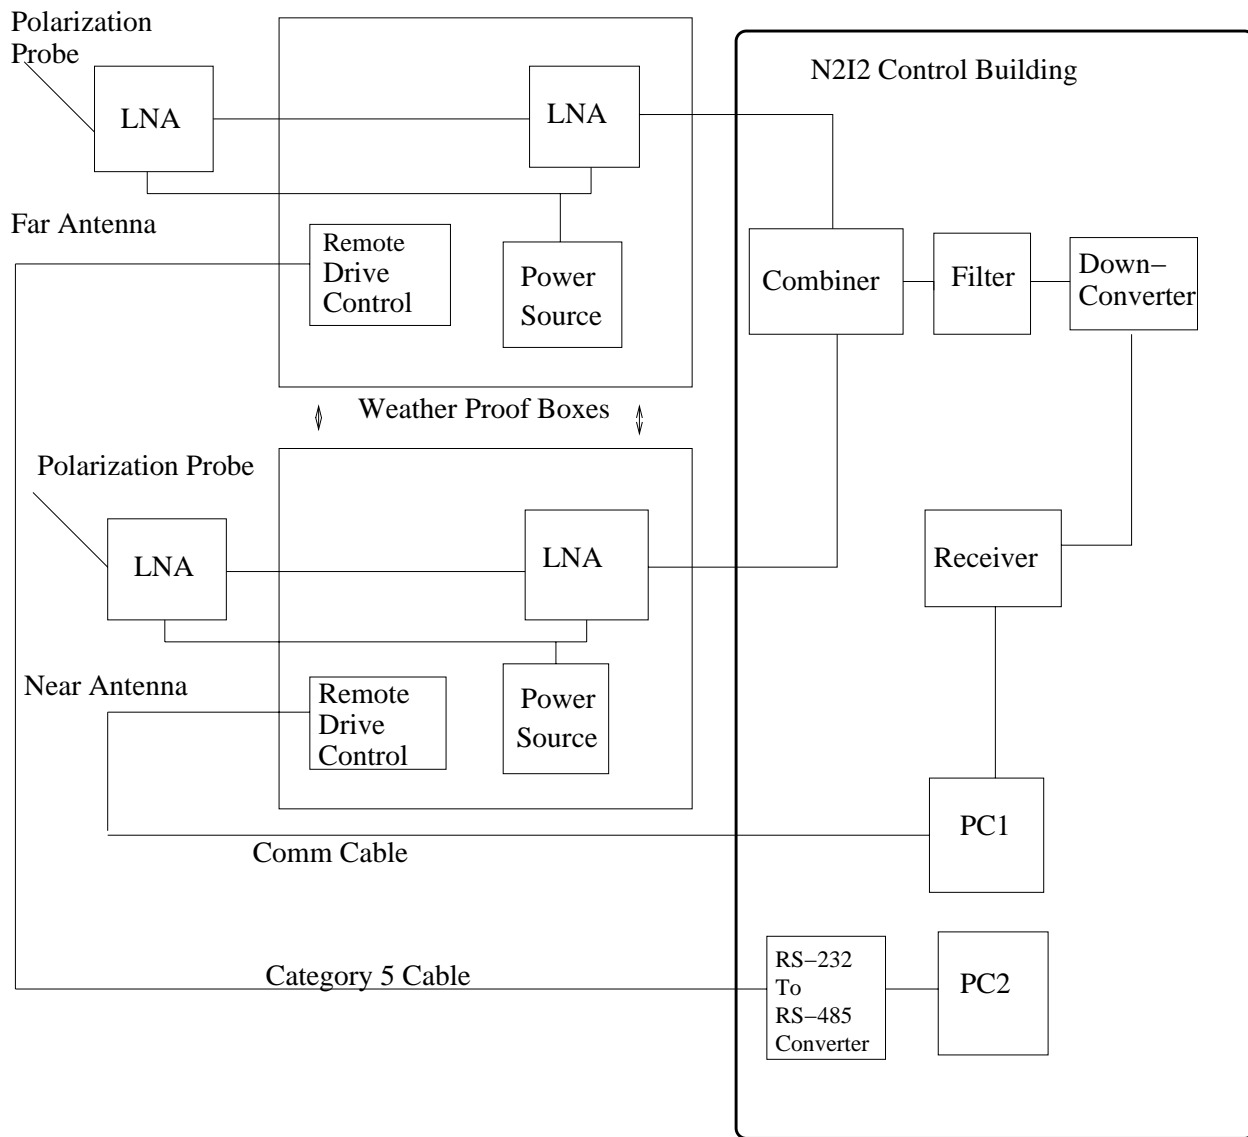 Polarization
Probe
LNA
LNA
N2I2 Control Building
Far Antenna
Remote
Drive
Control
Power
Source
Combiner
Filter
Down–
Converter
Weather Proof Boxes
Polarization Probe
LNA
LNA
Receiver
Near Antenna
Remote
Drive
Control
Power
Source
PC1
Comm Cable
Category 5 Cable
RS–232
To
RS–485
Converter
PC2